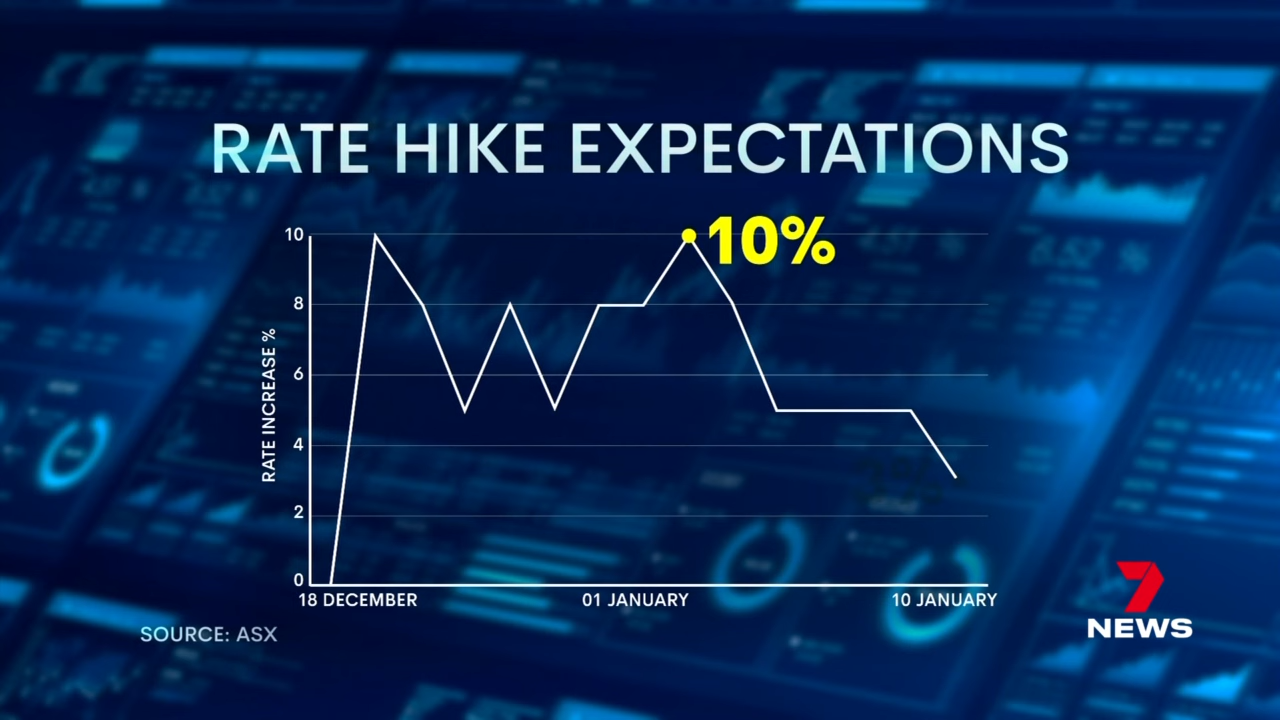 RATE HIKE EXPECTATIONS
10%
10
8
6
4
2
0
RATE INCREASE %
18 DECEMBER
01 JANUARY
10 JANUARY
SOURCE: ASX
7
NEWS